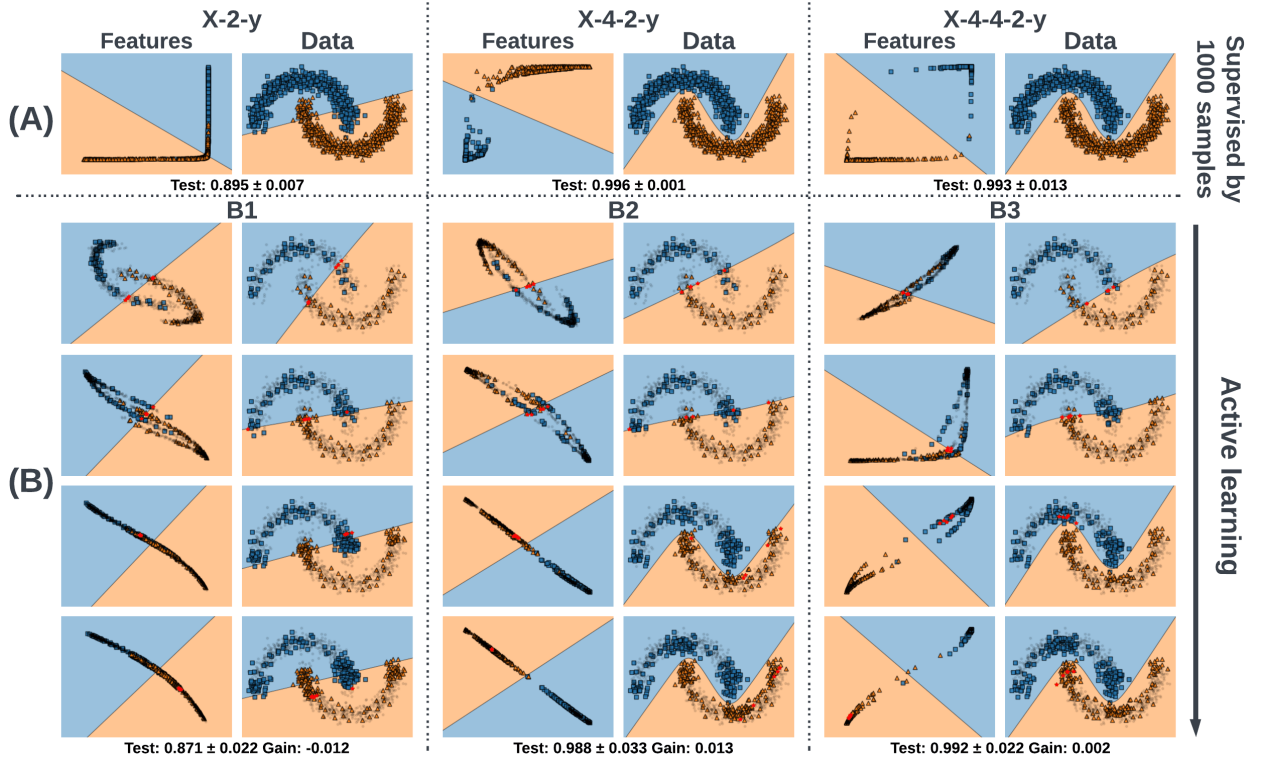 X-2-y
X-4-2-y
X-4-4-2-y
Features
Data
Features
Data
Features
Data
(A)
Supervised by
1000 samples
Test: 0.895 ± 0.007
Test: 0.996 ± 0.001
Test: 0.993 ± 0.013
B1
B2
B3
(B)
Active learning
Test: 0.871 ± 0.022 Gain: -0.012
Test: 0.988 ± 0.033 Gain: 0.013
Test: 0.992 ± 0.022 Gain: 0.002